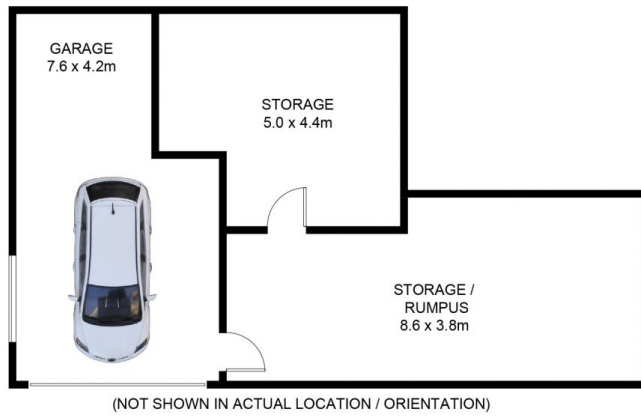 GARAGE
7.6 x 4.2m
STORAGE
5.0 x 4.4m
STORAGE /
RUMPUS
8.6 x 3.8m
(NOT SHOWN IN ACTUAL LOCATION / ORIENTATION)